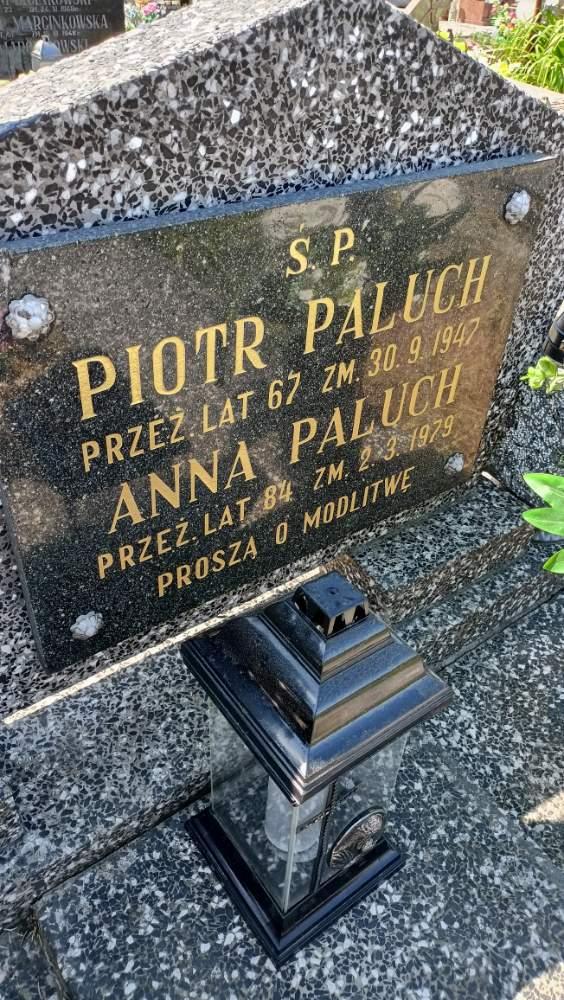 MARCINKOWSKA
Ś. P.
PIOTR PALUCH
PRZEŻ. LAT 67 ZM. 30. 9. 1947
ANNA PALUCH
PRZEŻ. LAT 84 ZM. 2. 3. 1979
PROSZĄ O MODLITWĘ